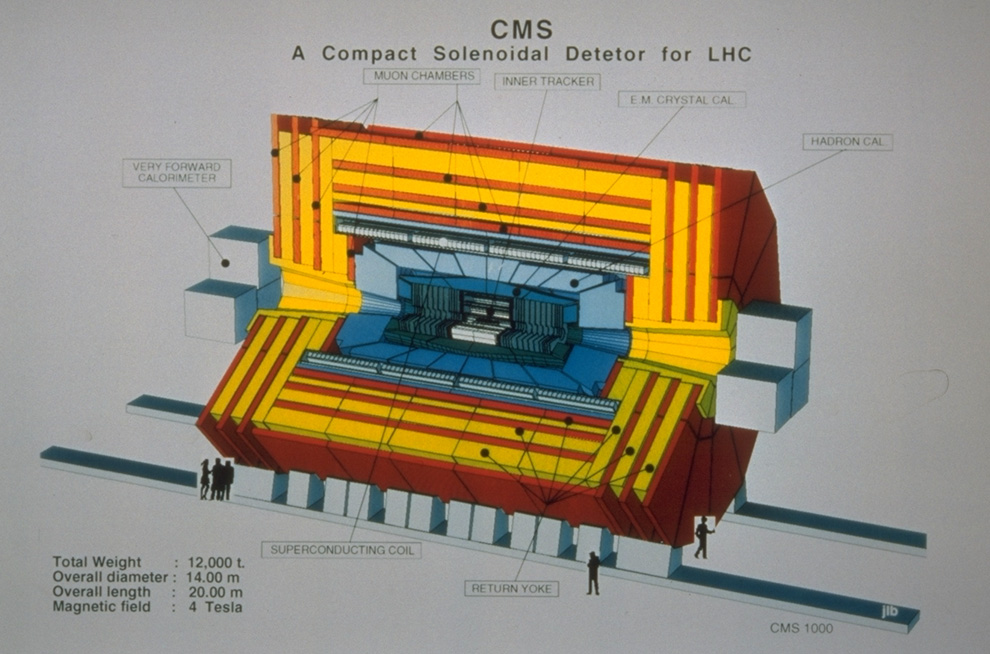 CMS
A Compact Solenoidal Detetor for LHC
MUON CHAMBERS
INNER TRACKER
E.M. CRYSTAL CAL.
HADRON CAL.
VERY FORWARD
CALORIMETER
SUPERCONDUCTING COIL
RETURN YOKE
Total Weight : 12,000 t.
Overall diameter : 14.00 m
Overall length : 20.00 m
Magnetic field : 4 Tesla
jlb
CMS 1000